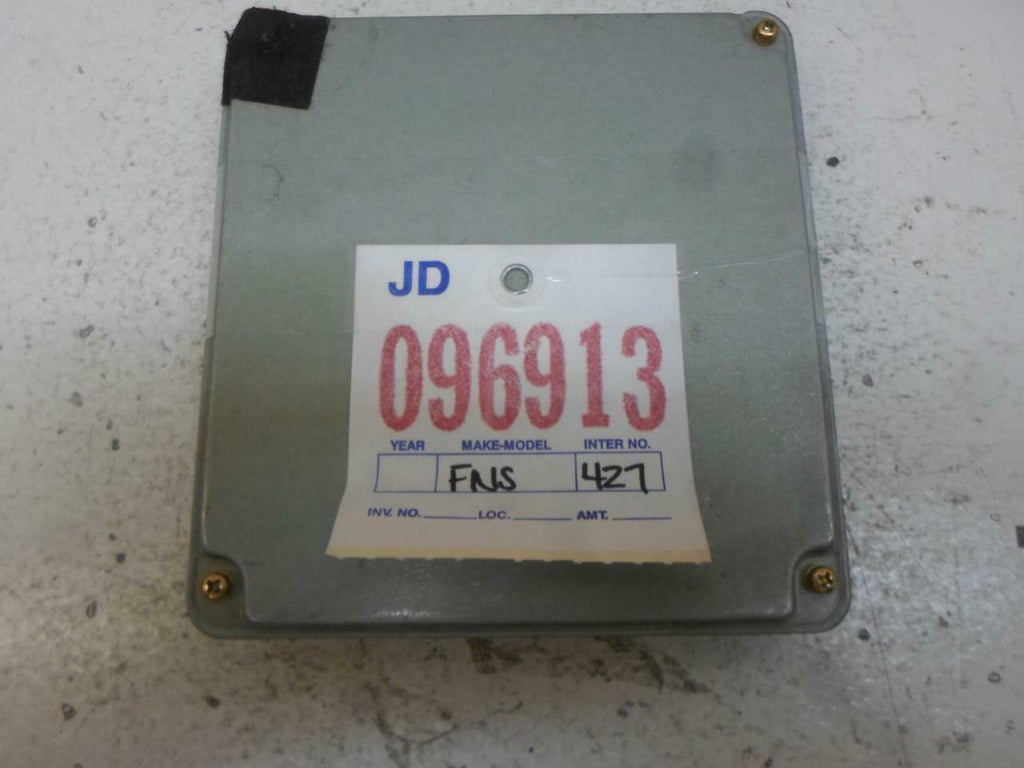 JD
096913
YEAR MAKE-MODEL INTER NO.
FNS 427
INV. NO. LOC. AMT.